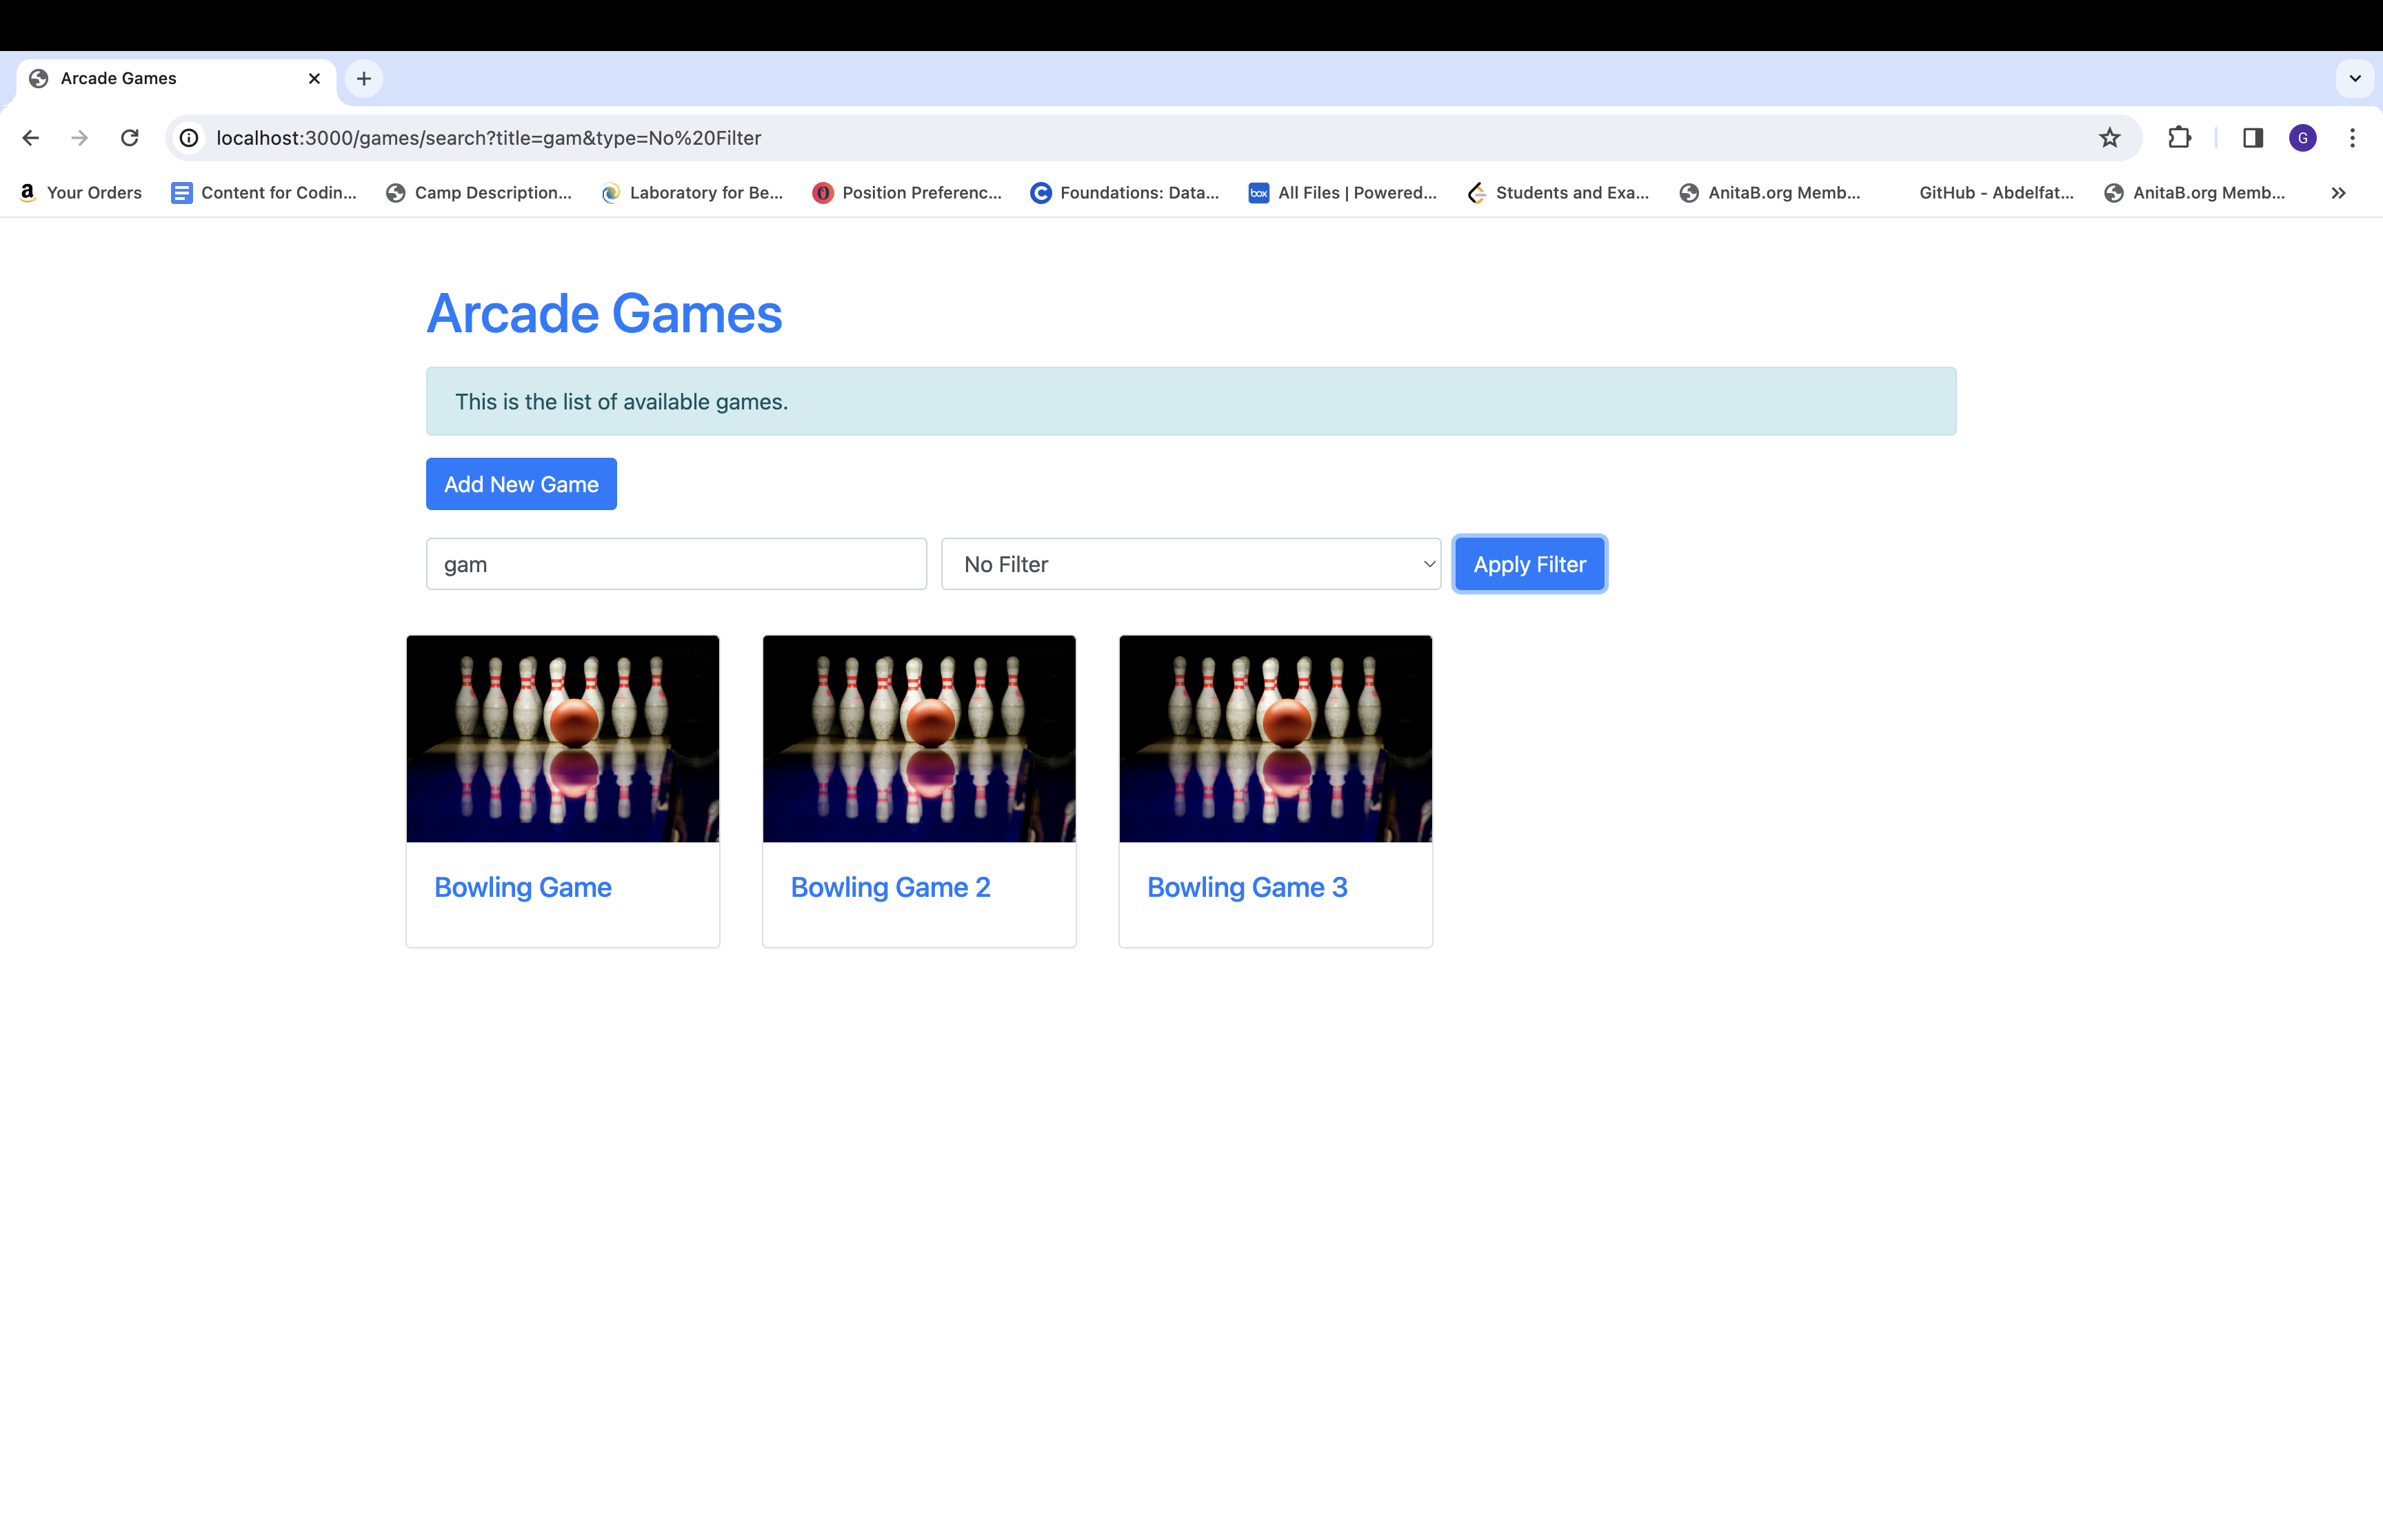 Arcade Games
localhost:3000/games/search?title=gam&type=No%20Filter
G
a Your Orders
Content for Codin...
Camp Description...
Laboratory for Be...
Position Preferenc...
C Foundations: Data...
box All Files | Powered...
Students and Exa...
AnitaB.org Memb...
GitHub - Abdelfat...
AnitaB.org Memb...
Arcade Games
This is the list of available games.
Add New Game
gam
No Filter
Apply Filter
Bowling Game
Bowling Game 2
Bowling Game 3